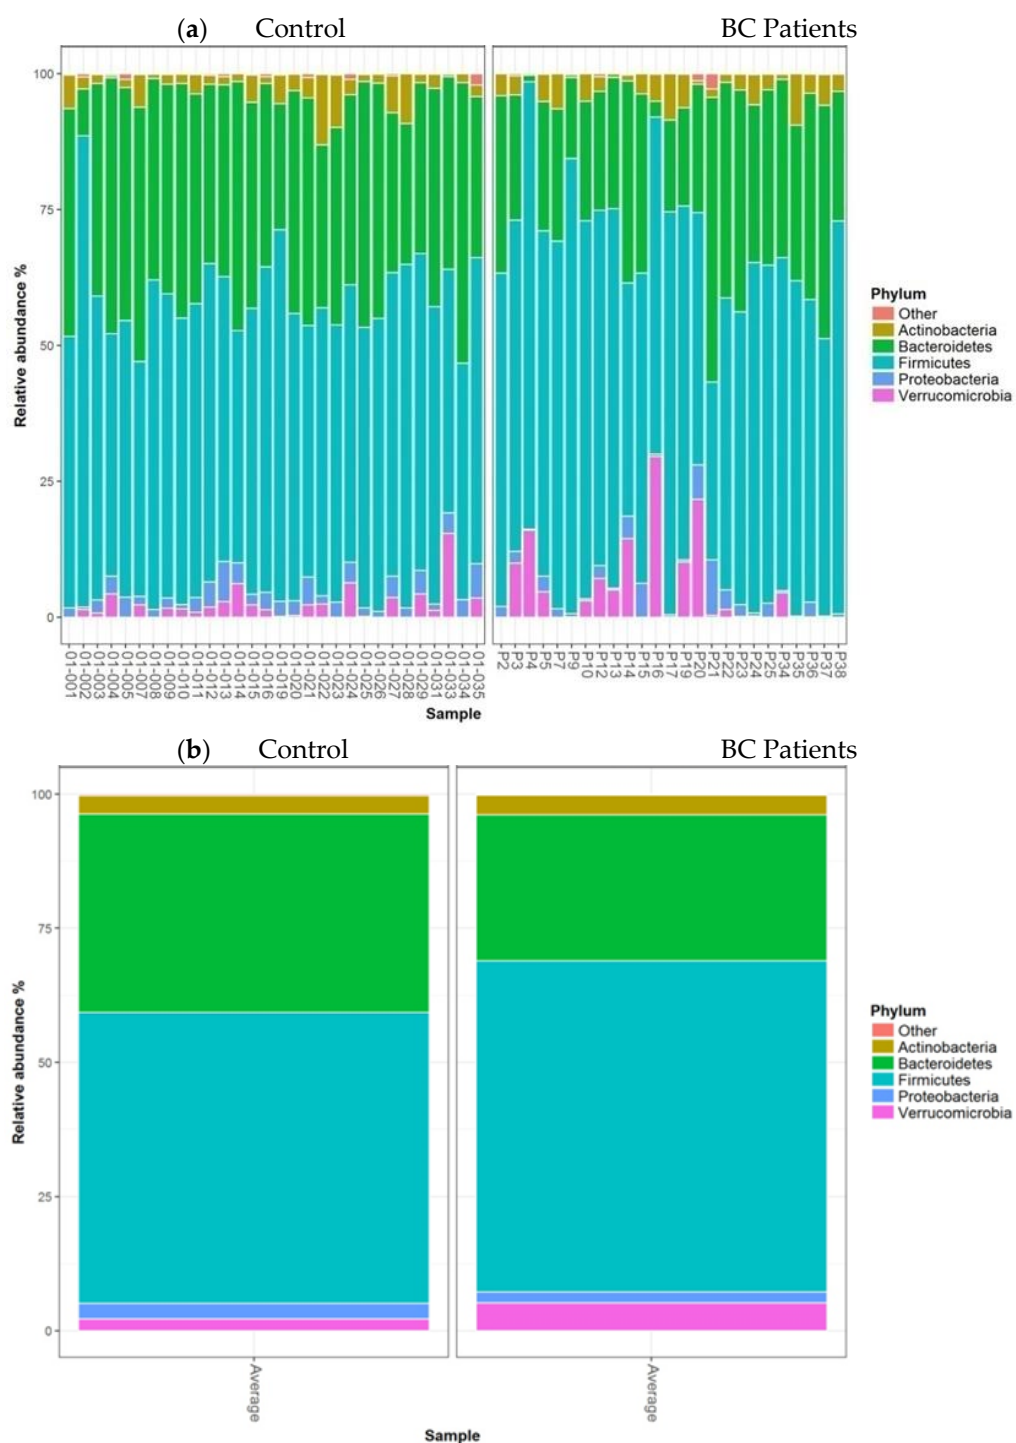 (a) Control BC Patients
100
75
50
25
0
Relative abundance %
01-001 01-002 01-003 01-004 01-005 01-007 01-008 01-009 01-010 01-011 01-012 01-013 01-014 01-015 01-016 01-019 01-020 01-021 01-022 01-023 01-024 01-025 01-026 01-027 01-028 01-029 01-031 01-033 01-034 01-035
P2 P3 P4 P5 P7 P9 P10 P12 P13 P14 P15 P16 P17 P19 P20 P21 P22 P23 P24 P25 P34 P35 P36 P37 P38
Sample
Phylum
Other
Actinobacteria
Bacteroidetes
Firmicutes
Proteobacteria
Verrucomicrobia
(b) Control BC Patients
100
75
50
25
0
Relative abundance %
Average
Average
Sample
Phylum
Other
Actinobacteria
Bacteroidetes
Firmicutes
Proteobacteria
Verrucomicrobia